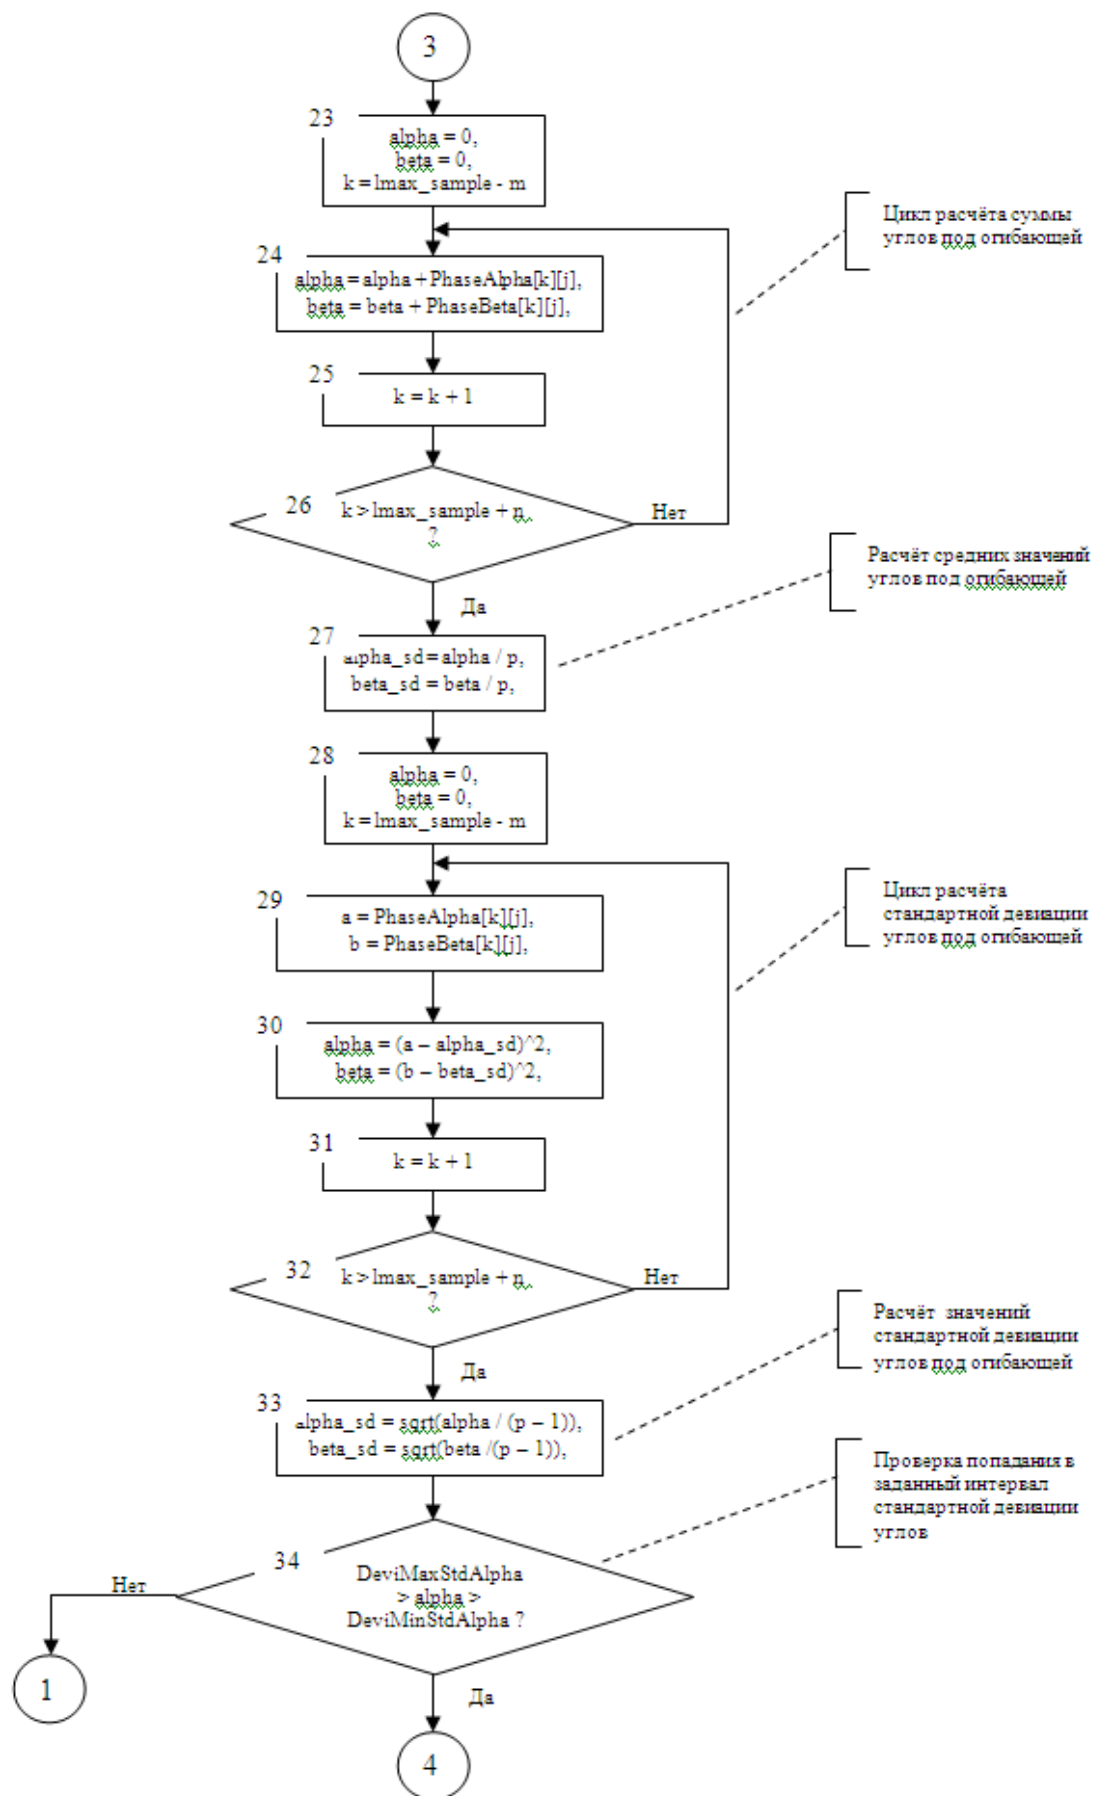 3
23
alpha = 0,
beta = 0,
k = lmax_sample - m
Цикл расчёта суммы
углов под огибающей
24
alpha = alpha + PhaseAlpha[k][j],
beta = beta + PhaseBeta[k][j],
25
k = k + 1
26
k > lmax_sample + n
?
Нет
Да
Расчёт средних значений
углов под огибающей
27
alpha_sd = alpha / p,
beta_sd = beta / p,
28
alpha = 0,
beta = 0,
k = lmax_sample - m
29
a = PhaseAlpha[k][j],
b = PhaseBeta[k][j],
Цикл расчёта
стандартной девиации
углов под огибающей
30
alpha = (a – alpha_sd)^2,
beta = (b – beta_sd)^2,
31
k = k + 1
32
k > lmax_sample + n
?
Нет
Да
Расчёт значений
стандартной девиации
углов под огибающей
33
alpha_sd = sqrt(alpha / (p – 1)),
beta_sd = sqrt(beta /(p – 1)),
Проверка попадания в
заданный интервал
стандартной девиации
углов
34
DeviMaxStdAlpha
> alpha >
DeviMinStdAlpha ?
Нет
1
Да
4